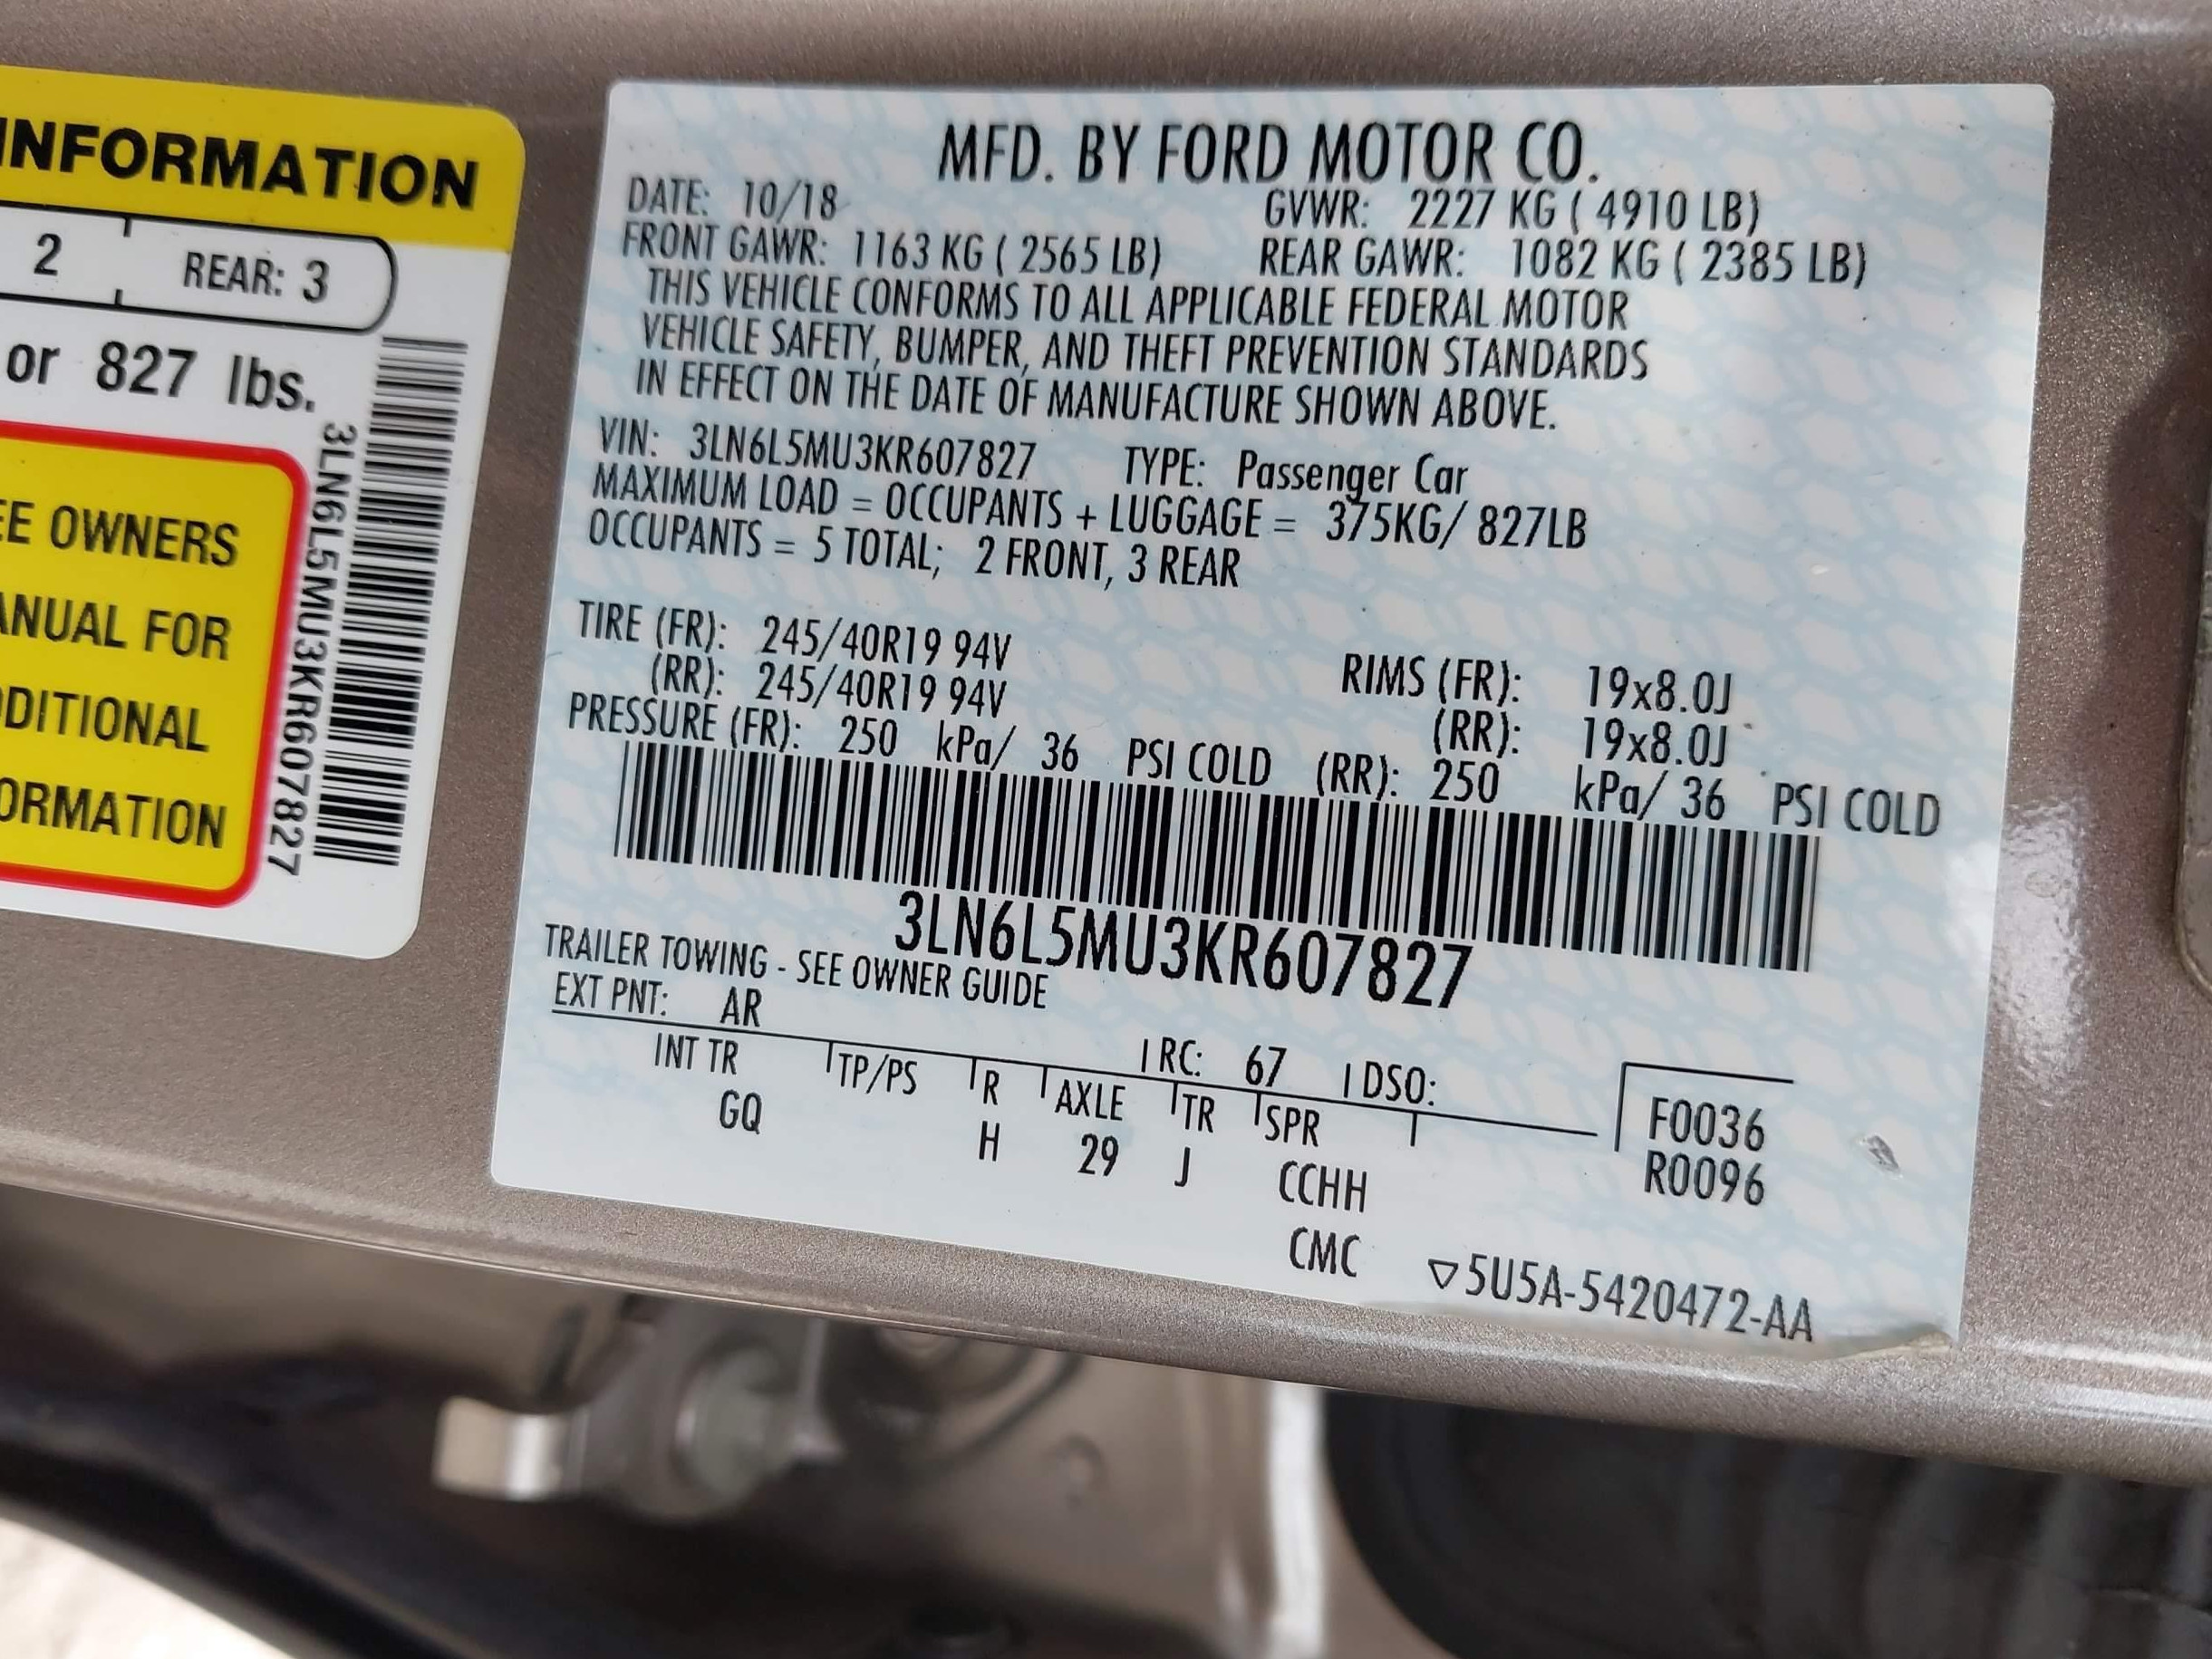 INFORMATION
2 REAR: 3
or 827 lbs.
3LN6L5MU3KR607827
OWNERS
FOR
MFD. BY FORD MOTOR CO.
DATE: 10/18 GVWR: 2227 KG ( 4910 LB)
FRONT GAWR: 1163 KG ( 2565 LB) REAR GAWR: 1082 KG ( 2385 LB)
THIS VEHICLE CONFORMS TO ALL APPLICABLE FEDERAL MOTOR
VEHICLE SAFETY, BUMPER, AND THEFT PREVENTION STANDARDS
IN EFFECT ON THE DATE OF MANUFACTURE SHOWN ABOVE.
VIN: 3LN6L5MU3KR607827 TYPE: Passenger Car
MAXIMUM LOAD = OCCUPANTS + LUGGAGE = 375KG/ 827LB
OCCUPANTS = 5 TOTAL; 2 FRONT, 3 REAR
TIRE (FR): 245/40R19 94V RIMS (FR): 19x8.0J
(RR): 245/40R19 94V (RR): 19x8.0J
PRESSURE (FR): 250 kPa/ 36 PSI COLD (RR): 250 kPa/ 36 PSI COLD
3LN6L5MU3KR607827
TRAILER TOWING - SEE OWNER GUIDE
EXT PNT: AR RC: 67 DSO:
INT TR TP/PS R AXLE TR SPR F0036
GQ H 29 J CCHH R0096
CMC ▽5U5A-5420472-AA